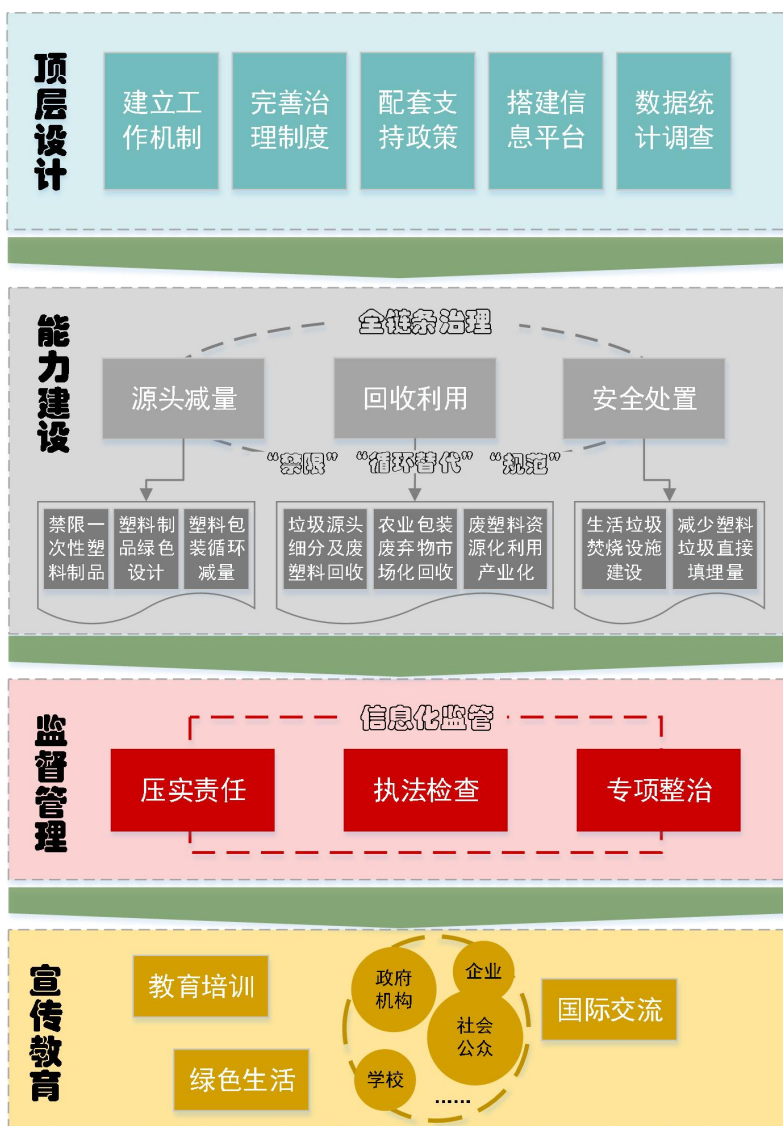 顶层设计
建立工
作机制
完善治
理制度
配套支
持政策
搭建信
息平台
数据统
计调查
能力建设
全链条治理
源头减量
回收利用
安全处置
“禁限”
“循环替代”
“规范”
禁限一
次性塑
料制品
塑料制
品绿色
设计
塑料包
装循环
减量
垃圾源头
细分及废
塑料回收
农业包装
废弃物市
场化回收
废塑料资
源化利用
产业化
生活垃圾
焚烧设施
建设
减少塑料
垃圾直接
填埋量
监督管理
信息化监管
压实责任
执法检查
专项整治
宣传教育
教育培训
绿色生活
政府
机构
企业
社会
公众
学校
......
国际交流